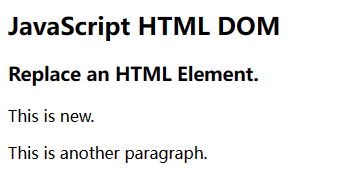 JavaScript HTML DOM
Replace an HTML Element.
This is new.
This is another paragraph.